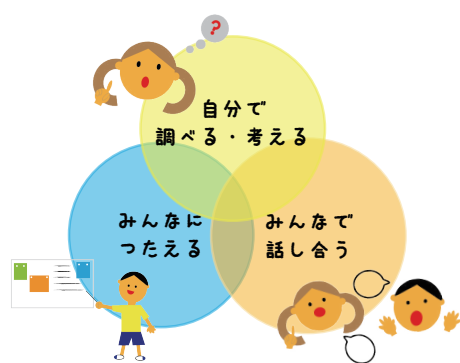 ?
自分で
調べる・考える
みんなに
つたえる
みんなで
話し合う